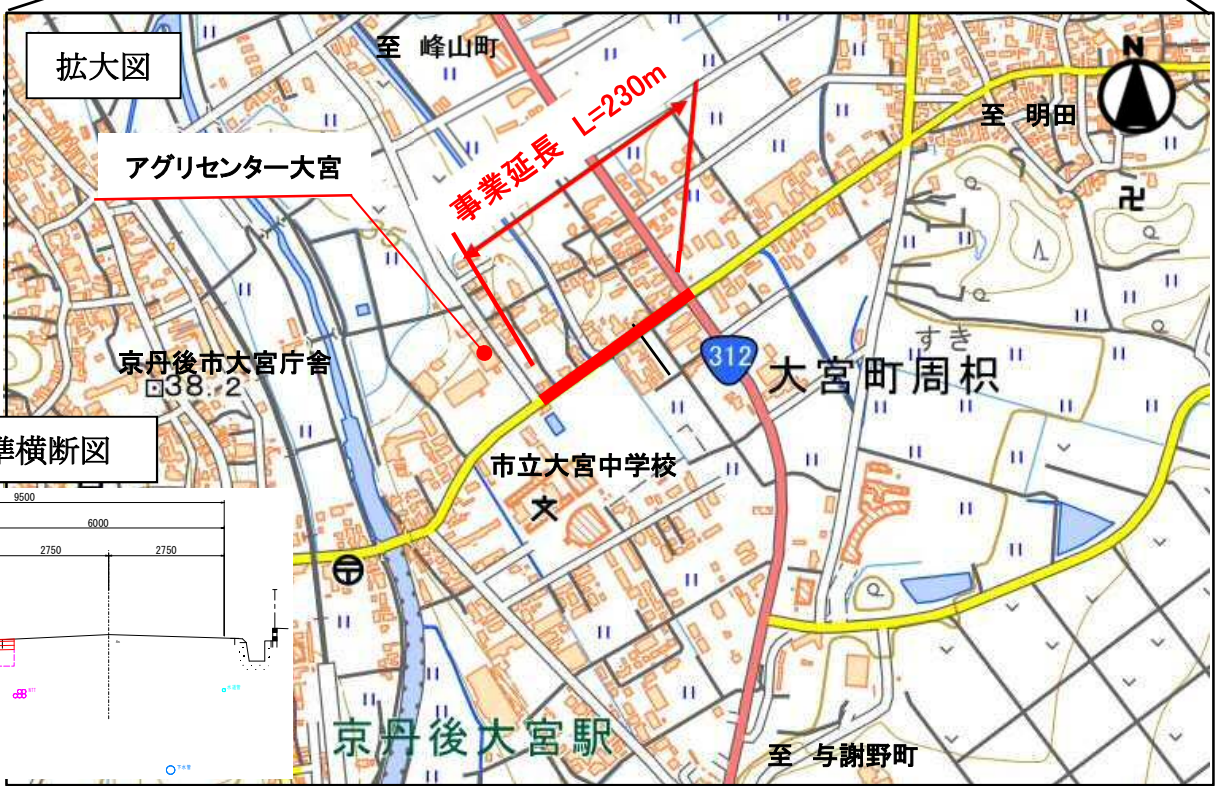 拡大図
至 峰山町
N
至 明田
事業延長 L=230m
アグリセンター大宮
312
すき
大宮町周枳
京丹後市大宮庁舎
38.2
準横断図
9500
6000
2750
2750
市立大宮中学校
文
京丹後大宮駅
至 与謝野町